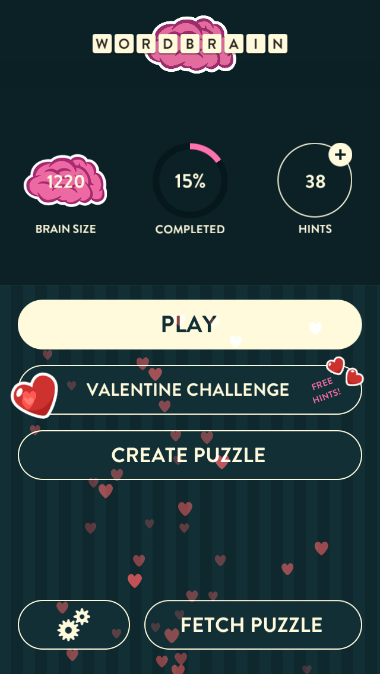 WORDBRAIN
1220
15%
38
BRAIN SIZE
COMPLETED
HINTS
PLAY
VALENTINE CHALLENGE
FREE
HINTS!
CREATE PUZZLE
FETCH PUZZLE